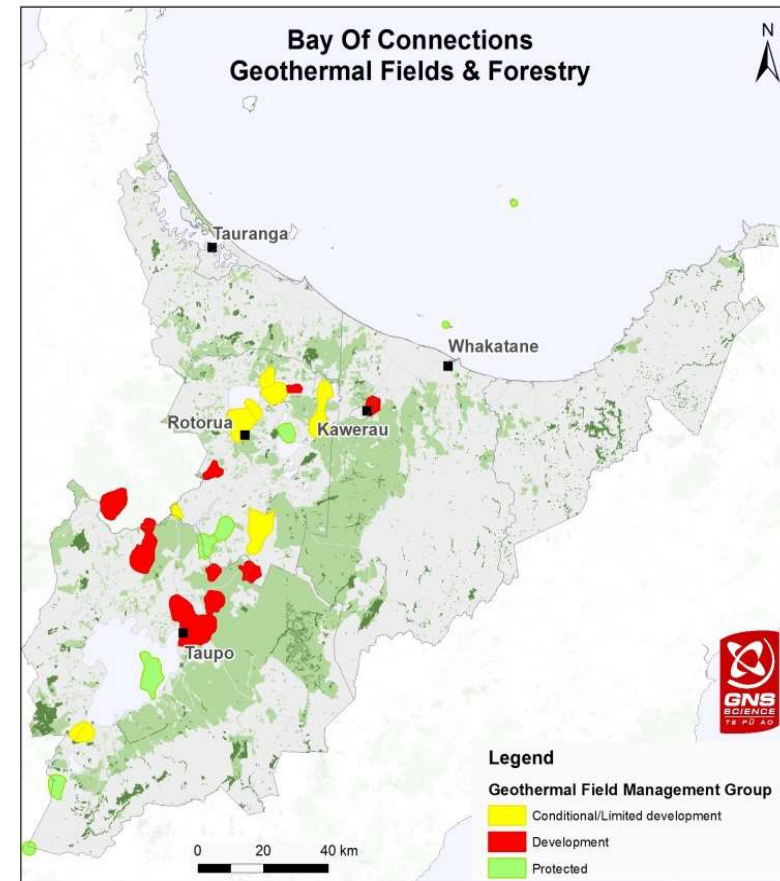 Bay Of Connections
Geothermal Fields & Forestry
N
Tauranga
Whakatane
Rotorua
Kawerau
Taupo
GNS
SCIENCE
TE PŪ AO
Legend
Geothermal Field Management Group
Conditional/Limited development
Development
Protected
0 20 40 km